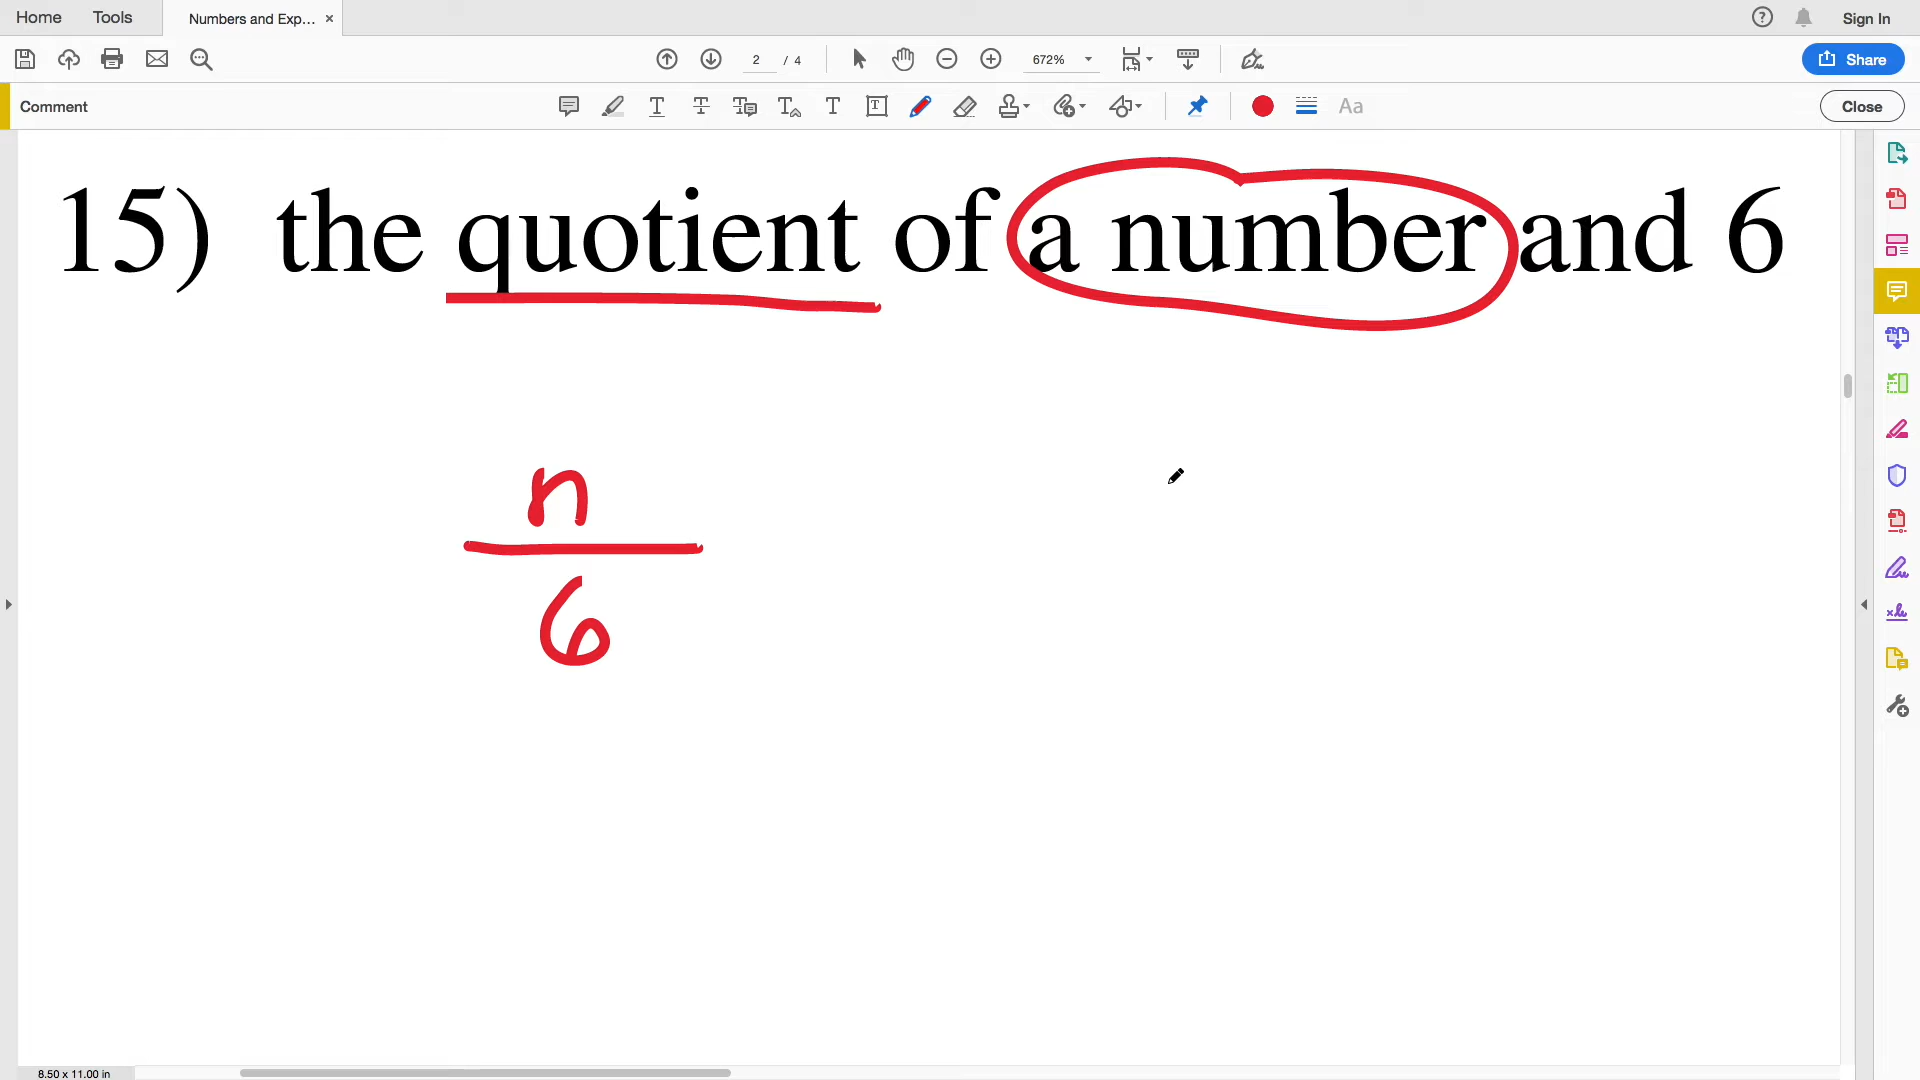 Home Tools Numbers and Exp... × Sign In
2 / 4 672% Share
Comment Aa Close
15) the quotient of a number and 6
n
6
8.50 x 11.00 in